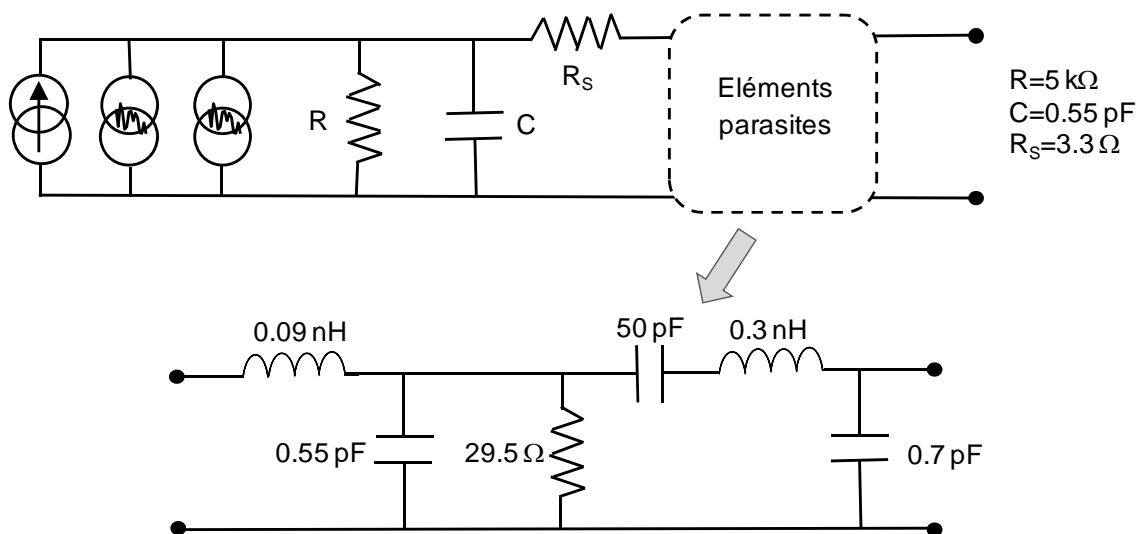 R
C
R_S
Eléments
parasites
R=5 kΩ
C=0.55 pF
R_S=3.3 Ω
0.09 nH
50 pF
0.3 nH
0.55 pF
29.5 Ω
0.7 pF